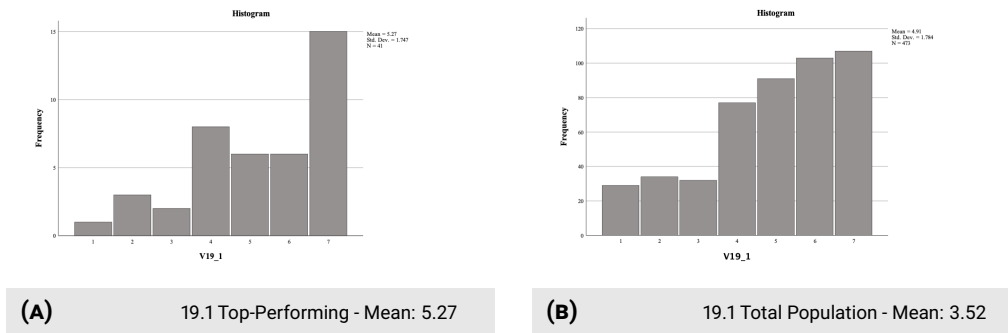 Histogram
Mean = 5.27
Std. Dev. = 1.747
N = 41
15
10
5
0
Frequency
1 2 3 4 5 6 7
V19_1
(A) 19.1 Top-Performing - Mean: 5.27
Histogram
Mean = 4.91
Std. Dev. = 1.784
N = 473
120
100
80
60
40
20
0
Frequency
1 2 3 4 5 6 7
V19_1
(B) 19.1 Total Population - Mean: 3.52